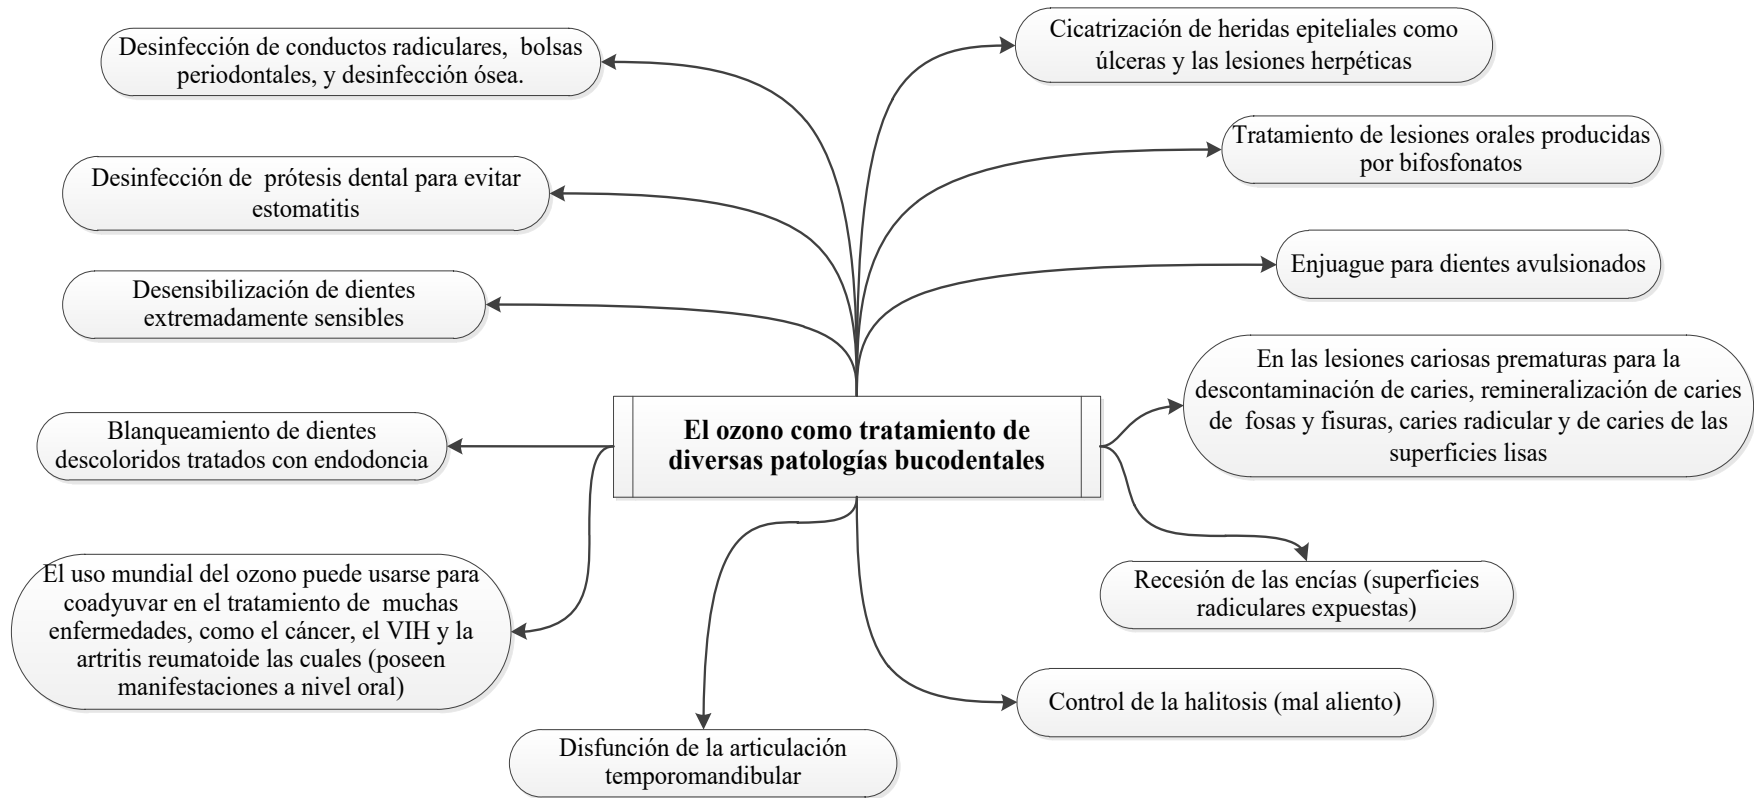 Desinfección de conductos radiculares, bolsas
periodontales, y desinfección ósea.
Cicatrización de heridas epiteliales como
úlceras y las lesiones herpéticas
Tratamiento de lesiones orales producidas
por bifosfonatos
Desinfección de prótesis dental para evitar
estomatitis
Enjuague para dientes avulsionados
Desensibilización de dientes
extremadamente sensibles
En las lesiones cariosas prematuras para la
descontaminación de caries, remineralización de caries
de fosas y fisuras, caries radicular y de caries de las
superficies lisas
El ozono como tratamiento de
diversas patologías bucodentales
Blanqueamiento de dientes
descoloridos tratados con endodoncia
El uso mundial del ozono puede usarse para
coadyuvar en el tratamiento de muchas
enfermedades, como el cáncer, el VIH y la
artritis reumatoide las cuales (poseen
manifestaciones a nivel oral)
Recesión de las encías (superficies
radiculares expuestas)
Control de la halitosis (mal aliento)
Disfunción de la articulación
temporomandibular